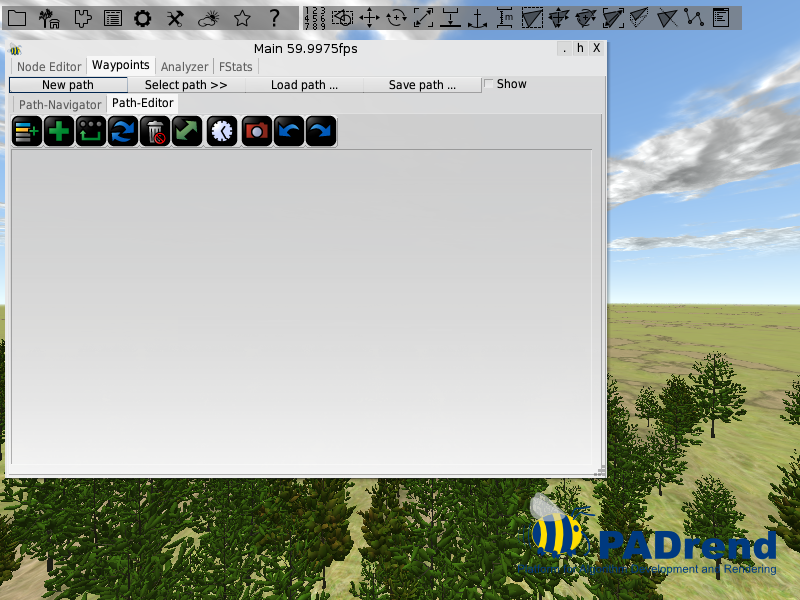 ?
1 2 3
4 5 6
7 8 9
m
Main 59.9975fps
. h X
Node Editor Waypoints Analyzer FStats
New path Select path >> Load path ... Save path ... Show
Path-Navigator Path-Editor
PADrend
Development and Rendering